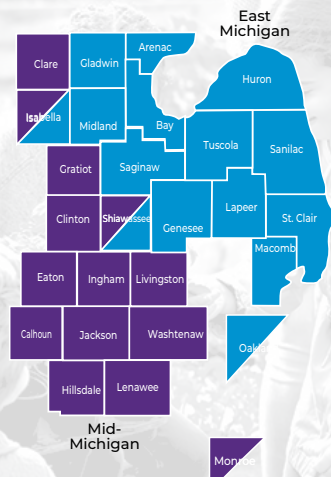 East
Michigan
Arenac
Clare
Gladwin
Huron
Isabella
Midland
Bay
Tuscola
Sanilac
Gratiot
Saginaw
Clinton
Shiawassee
Genesee
Lapeer
St. Clair
Macomb
Eaton
Ingham
Livingston
Calhoun
Jackson
Washtenaw
Oakla
Hillsdale
Lenawee
Mid-
Michigan
Monroe